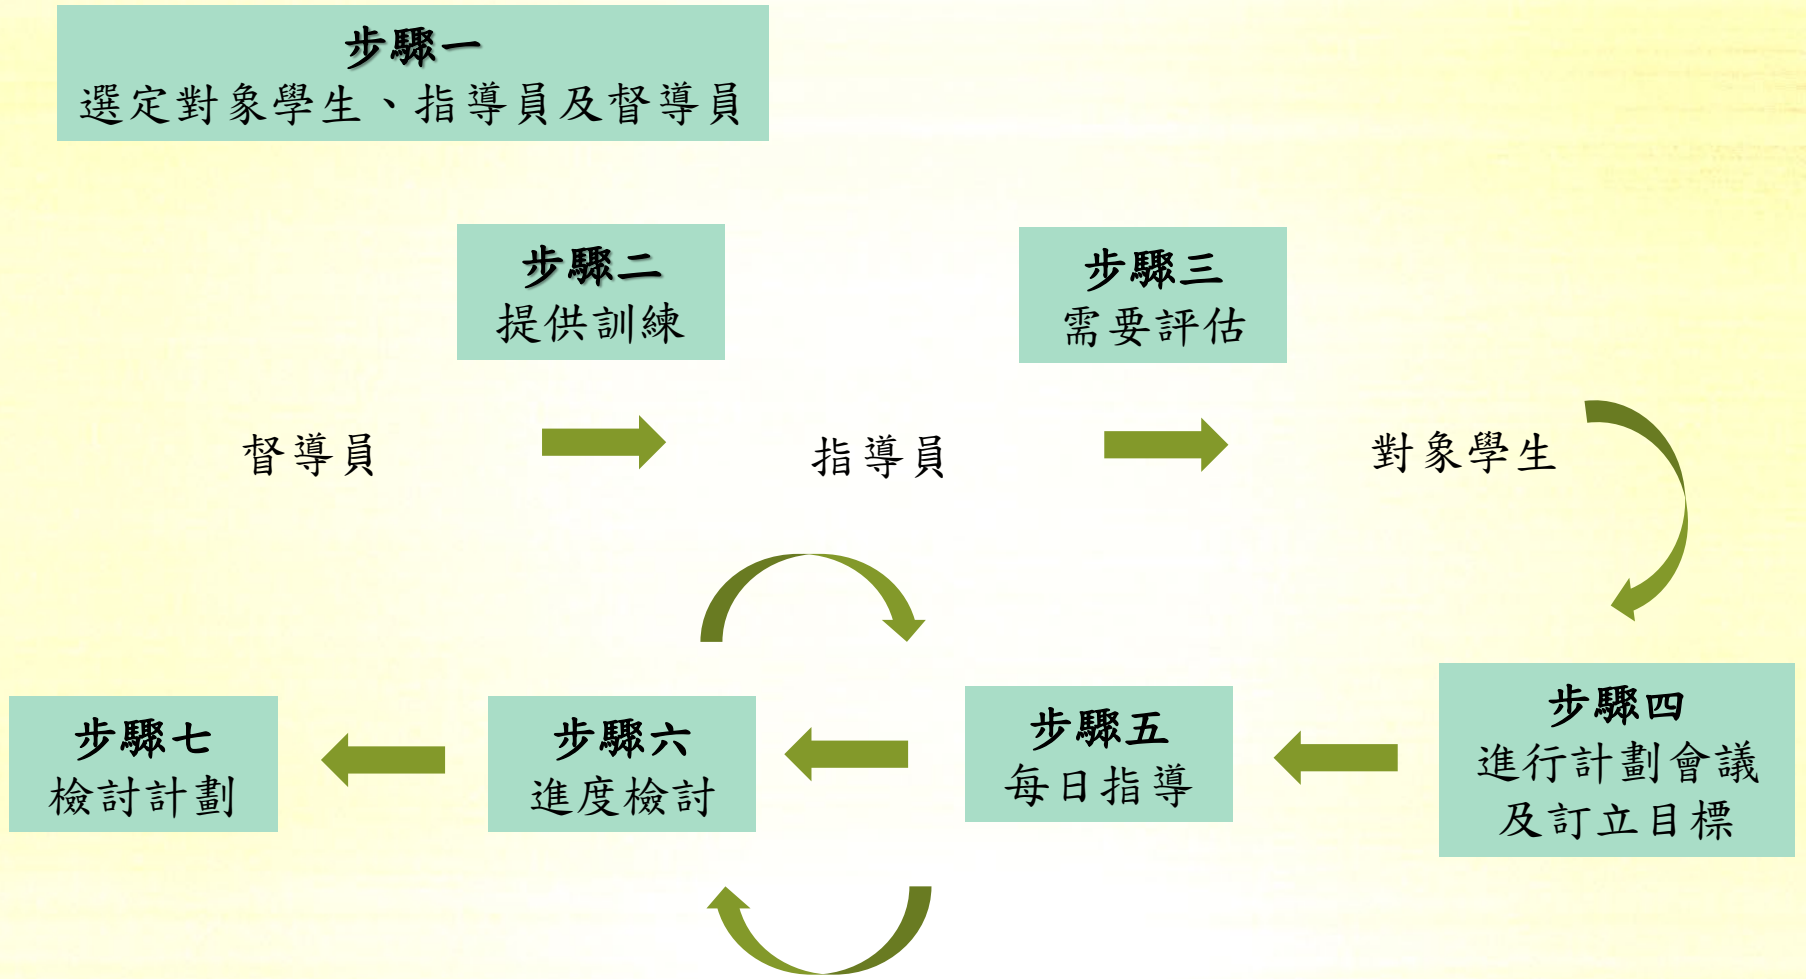 步驟一
選定對象學生、指導員及督導員
步驟二
提供訓練
步驟三
需要評估
督導員
指導員
對象學生
步驟四
進行計劃會議
及訂立目標
步驟五
每日指導
步驟六
進度檢討
步驟七
檢討計劃